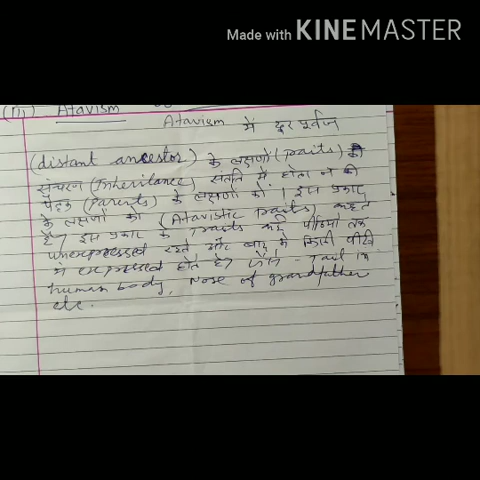 Made with KINEMASTER
(iii) Atavism
Atavism में दूर पूर्वज
(distant ancestor) के लक्षणों (traits) की
संचरण (Inheritance) संतति में होता न की
पैतृक (Parents) के लक्षणों का। इस प्रकार
के लक्षणों को (Atavistic traits) कहते
है। इस प्रकार के traits कई पीढियों तक
unexpressed रहते और बाद में किसी पीढी
में expressed होते है। जैसे - Tail in
human body, Nose of grandfather
etc.